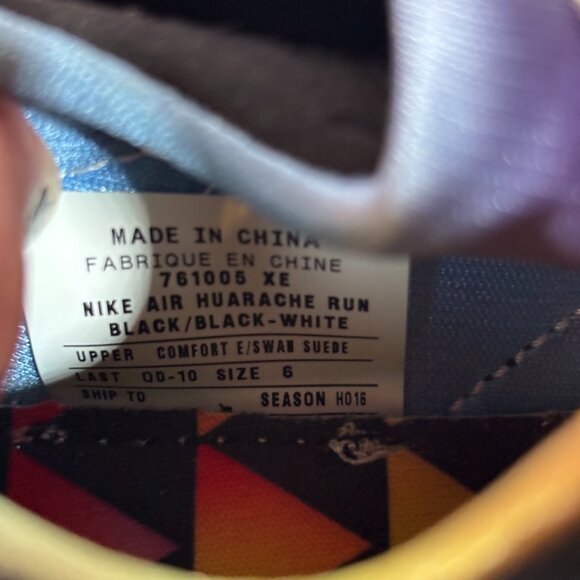 MADE IN CHINA
FABRIQUE EN CHINE
761005 XE
NIKE AIR HUARACHE RUN
BLACK/BLACK-WHITE
UPPER COMFORT E/SWAN SUEDE
LAST QD-10 SIZE 6
SHIP TO SEASON HO16